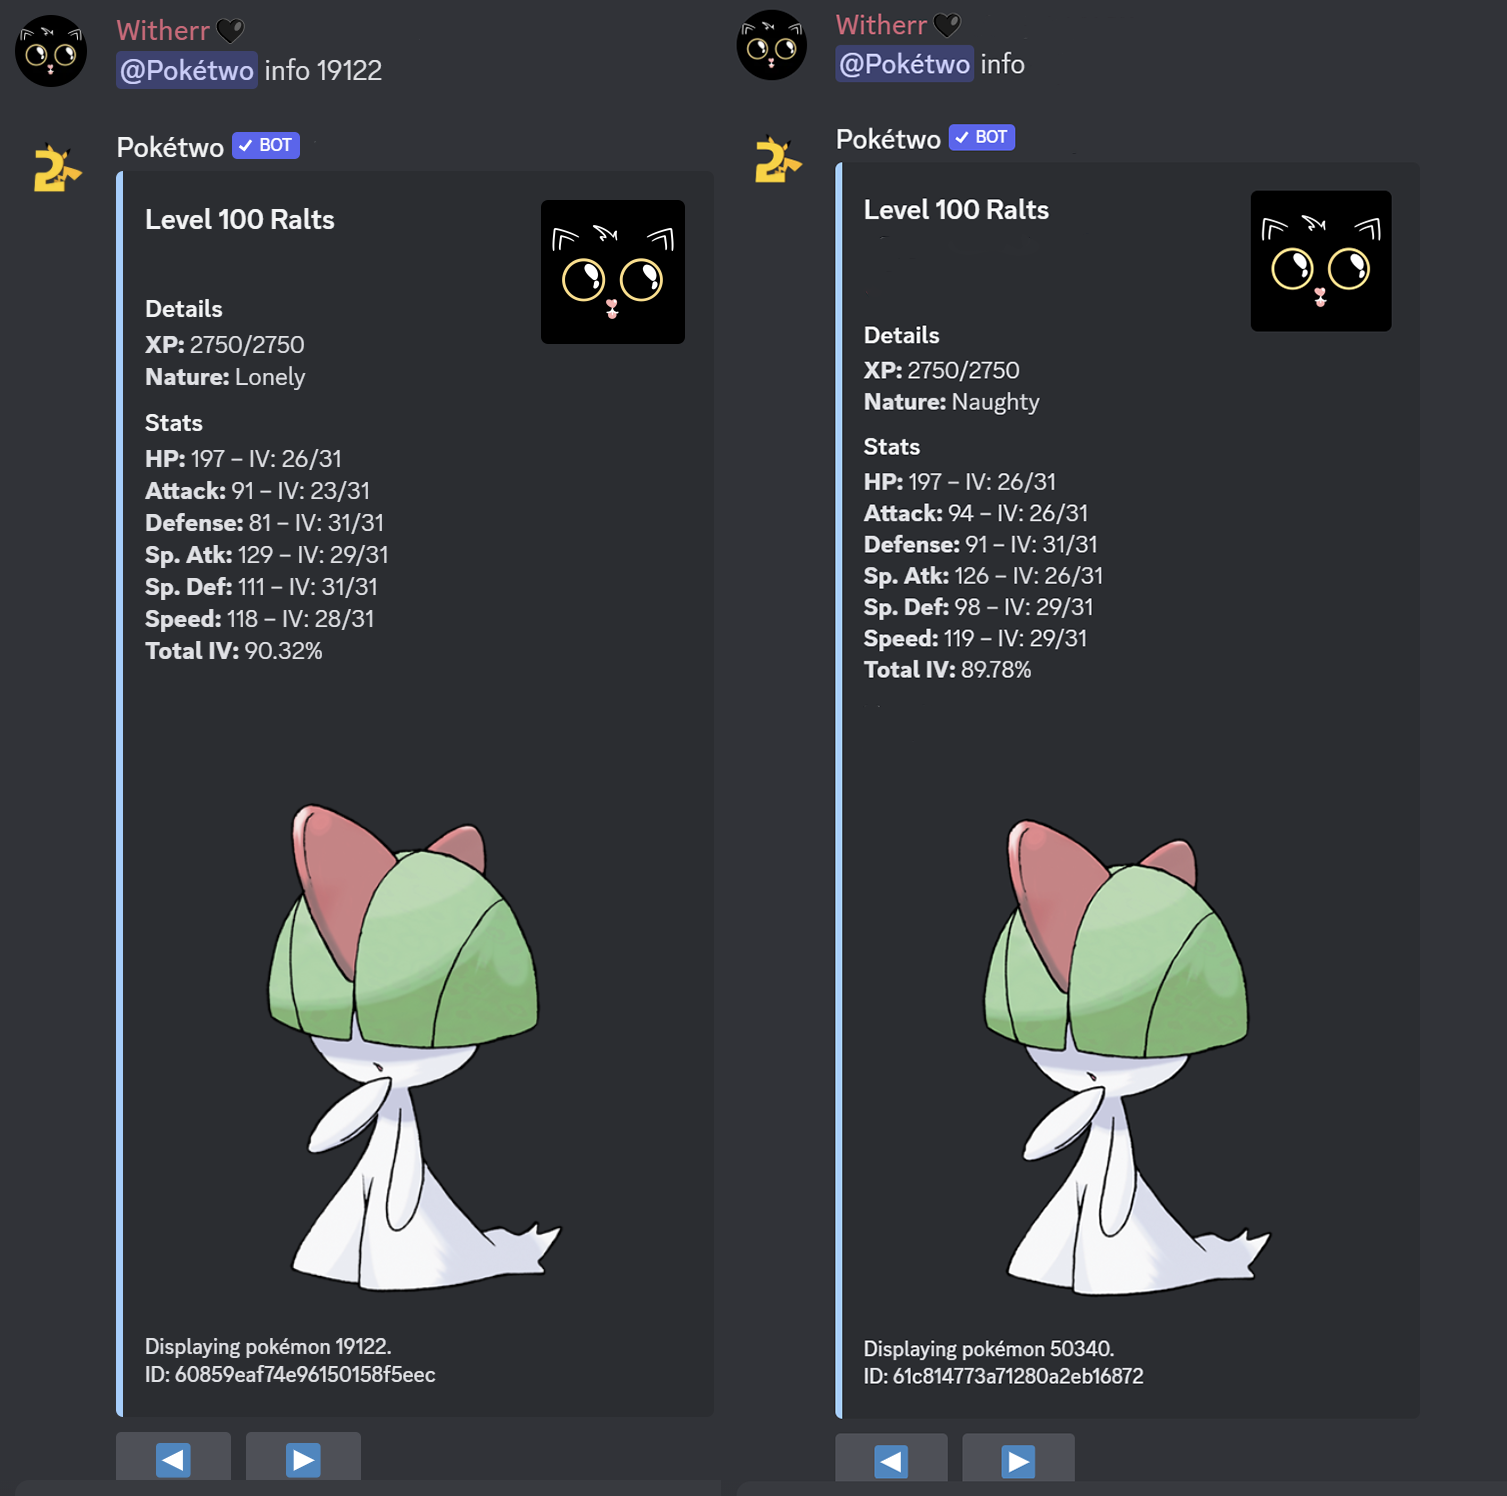 Witherr🖤
@Pokétwo info 19122
Pokétwo ✓ BOT
Level 100 Ralts
Details
XP: 2750/2750
Nature: Lonely
Stats
HP: 197 – IV: 26/31
Attack: 91 – IV: 23/31
Defense: 81 – IV: 31/31
Sp. Atk: 129 – IV: 29/31
Sp. Def: 111 – IV: 31/31
Speed: 118 – IV: 28/31
Total IV: 90.32%
Displaying pokémon 19122.
ID: 60859eaf74e96150158f5eec
Witherr🖤
@Pokétwo info
Pokétwo ✓ BOT
Level 100 Ralts
Details
XP: 2750/2750
Nature: Naughty
Stats
HP: 197 – IV: 26/31
Attack: 94 – IV: 26/31
Defense: 91 – IV: 31/31
Sp. Atk: 126 – IV: 26/31
Sp. Def: 98 – IV: 29/31
Speed: 119 – IV: 29/31
Total IV: 89.78%
Displaying pokémon 50340.
ID: 61c814773a71280a2eb16872